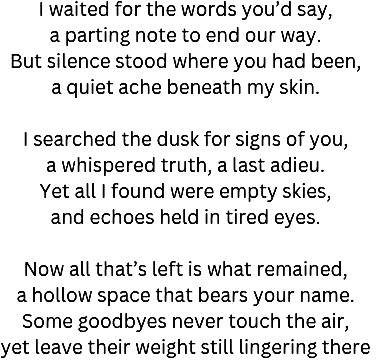 I waited for the words you’d say,
a parting note to end our way.
But silence stood where you had been,
a quiet ache beneath my skin.

I searched the dusk for signs of you,
a whispered truth, a last adieu.
Yet all I found were empty skies,
and echoes held in tired eyes.

Now all that’s left is what remained,
a hollow space that bears your name.
Some goodbyes never touch the air,
yet leave their weight still lingering there